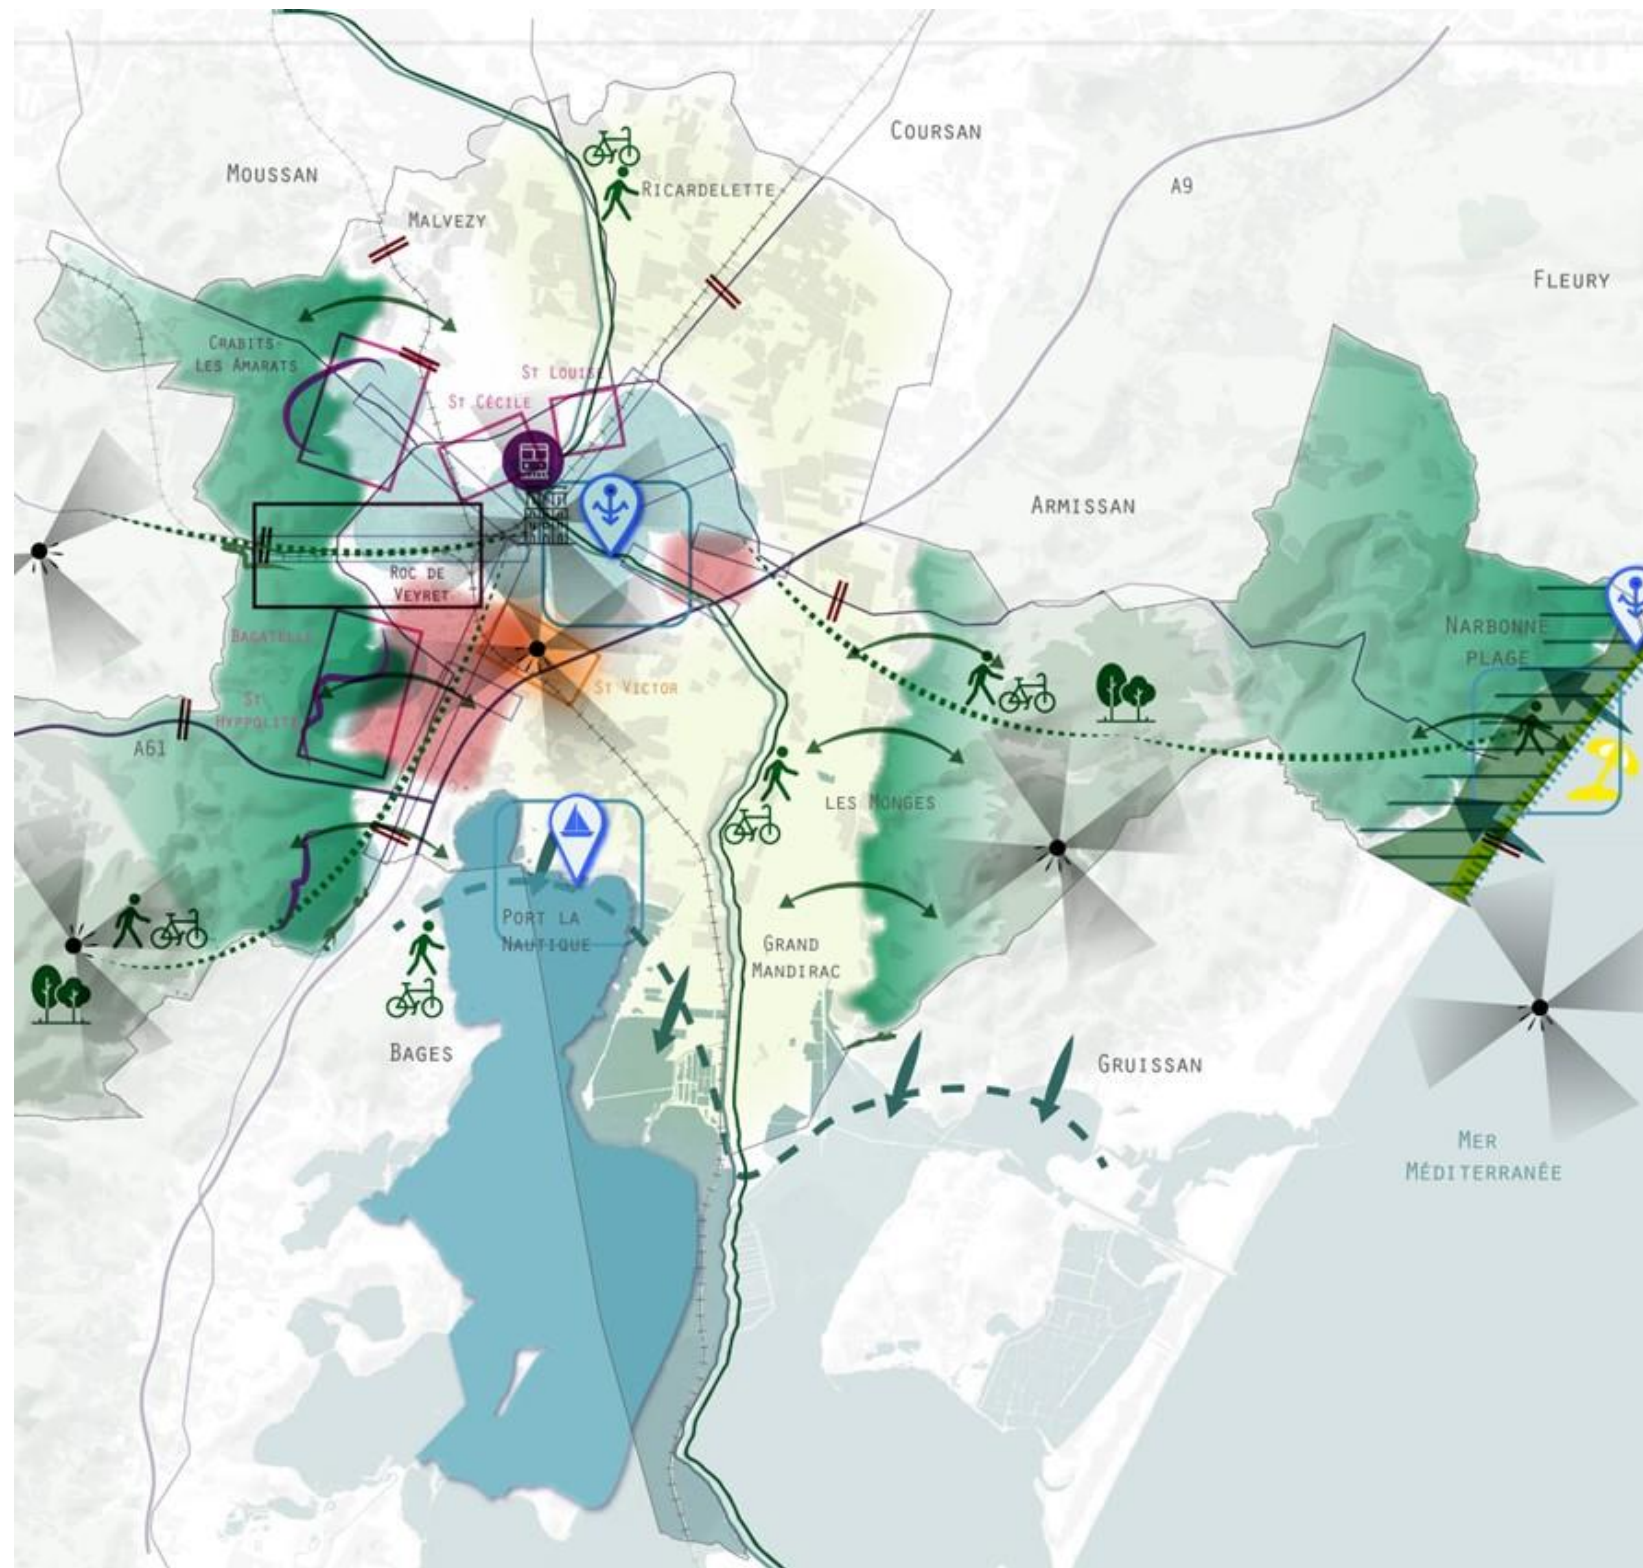 COURSAN
MOUSSAN
A9
RICARDELETTE
MALVEZY
FLEURY
CRABITS-
LES AMARATS
ST LOUISE
ST CÉCILE
ARMISSAN
ROC DE
VEYRET
BAGATELLE
NARBONNE
PLAGE
ST VICTOR
ST
HYPPOLITE
A61
LES MONGES
PORT LA
NAUTIQUE
GRAND
MANDIRAC
BAGES
GRUISSAN
MER
MÉDITERRANÉE